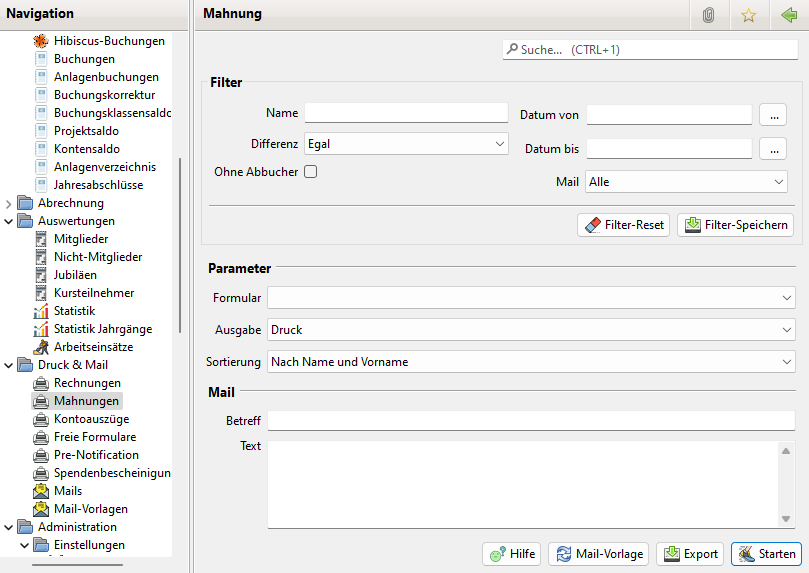 Navigation
Hibiscus-Buchungen
Buchungen
Anlagenbuchungen
Buchungskorrektur
Buchungsklassensaldo
Projektsaldo
Kontensaldo
Anlagenverzeichnis
Jahresabschlüsse
Abrechnung
Auswertungen
Mitglieder
Nicht-Mitglieder
Jubiläen
Kursteilnehmer
Statistik
Statistik Jahrgänge
Arbeitseinsätze
Druck & Mail
Rechnungen
Mahnungen
Kontoauszüge
Freie Formulare
Pre-Notification
Spendenbescheinigun
Mails
Mail-Vorlagen
Administration
Einstellungen
Mahnung
Suche... (CTRL+1)
Filter
Name
Datum von
...
Differenz Egal
Datum bis
...
Ohne Abbucher
Mail Alle
Filter-Reset Filter-Speichern
Parameter
Formular
Ausgabe Druck
Sortierung Nach Name und Vorname
Mail
Betreff
Text
Hilfe Mail-Vorlage Export Starten